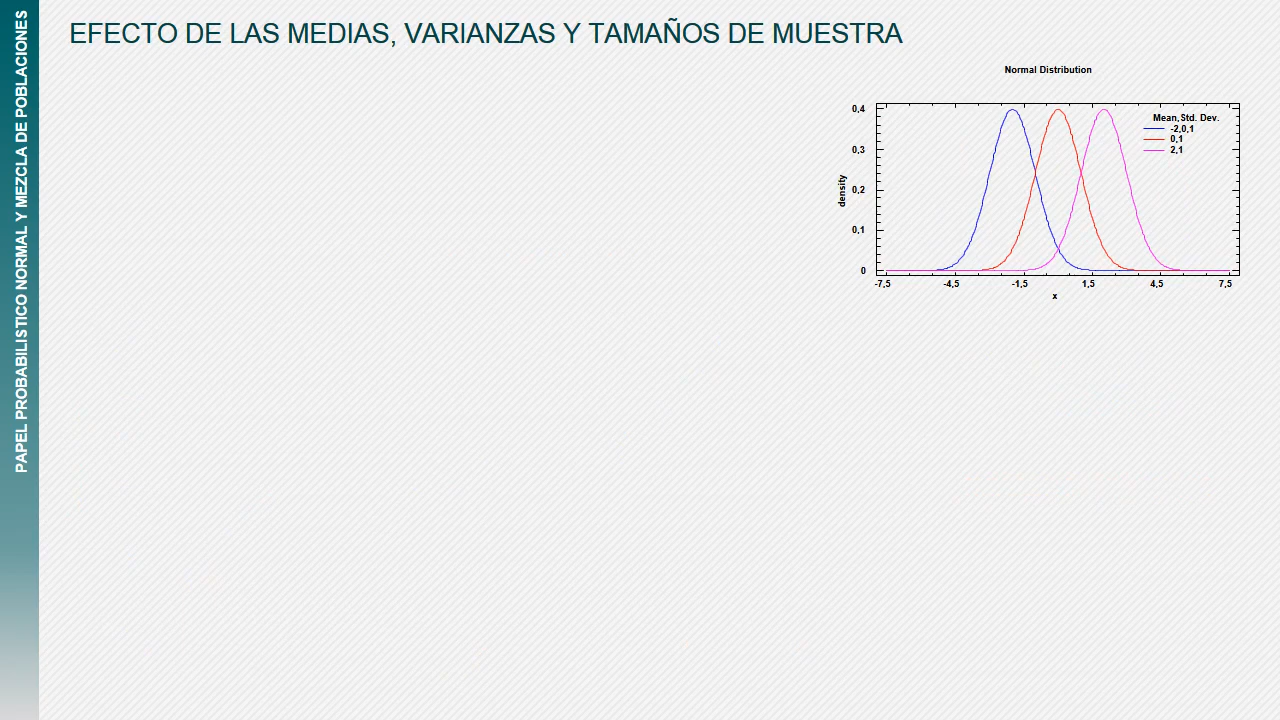 EFECTO DE LAS MEDIAS, VARIANZAS Y TAMAÑOS DE MUESTRA
PAPEL PROBABILISTICO NORMAL Y MEZCLA DE POBLACIONES
Normal Distribution
Mean,Std. Dev.
-2,0,1
0,1
2,1
density
0,4
0,3
0,2
0,1
0
-7,5 -4,5 -1,5 1,5 4,5 7,5
x